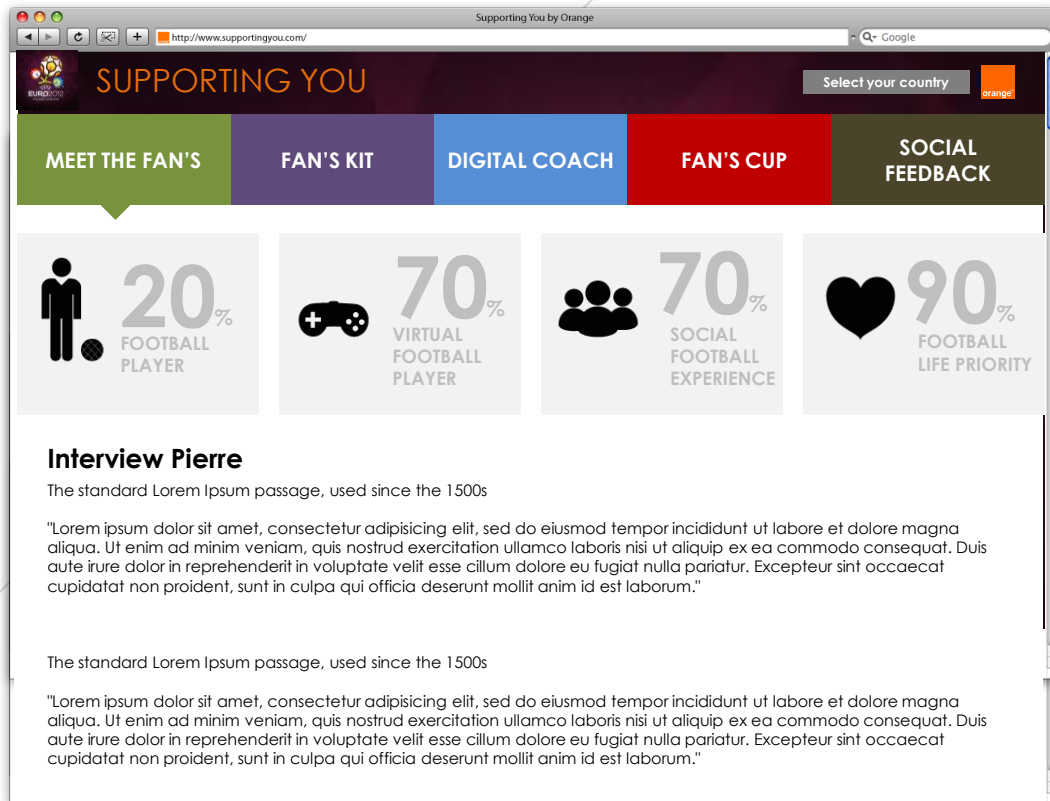 Supporting You by Orange
http://www.supportingyou.com/
Google
EURO2012
SUPPORTING YOU
Select your country
orange
MEET THE FAN'S
FAN'S KIT
DIGITAL COACH
FAN'S CUP
SOCIAL
FEEDBACK
20%
FOOTBALL
PLAYER
70%
VIRTUAL
FOOTBALL
PLAYER
70%
SOCIAL
FOOTBALL
EXPERIENCE
90%
FOOTBALL
LIFE PRIORITY
Interview Pierre
The standard Lorem Ipsum passage, used since the 1500s
"Lorem ipsum dolor sit amet, consectetur adipisicing elit, sed do eiusmod tempor incididunt ut labore et dolore magna
aliqua. Ut enim ad minim veniam, quis nostrud exercitation ullamco laboris nisi ut aliquip ex ea commodo consequat. Duis
aute irure dolor in reprehenderit in voluptate velit esse cillum dolore eu fugiat nulla pariatur. Excepteur sint occaecat
cupidatat non proident, sunt in culpa qui officia deserunt mollit anim id est laborum."
The standard Lorem Ipsum passage, used since the 1500s
"Lorem ipsum dolor sit amet, consectetur adipisicing elit, sed do eiusmod tempor incididunt ut labore et dolore magna
aliqua. Ut enim ad minim veniam, quis nostrud exercitation ullamco laboris nisi ut aliquip ex ea commodo consequat. Duis
aute irure dolor in reprehenderit in voluptate velit esse cillum dolore eu fugiat nulla pariatur. Excepteur sint occaecat
cupidatat non proident, sunt in culpa qui officia deserunt mollit anim id est laborum."